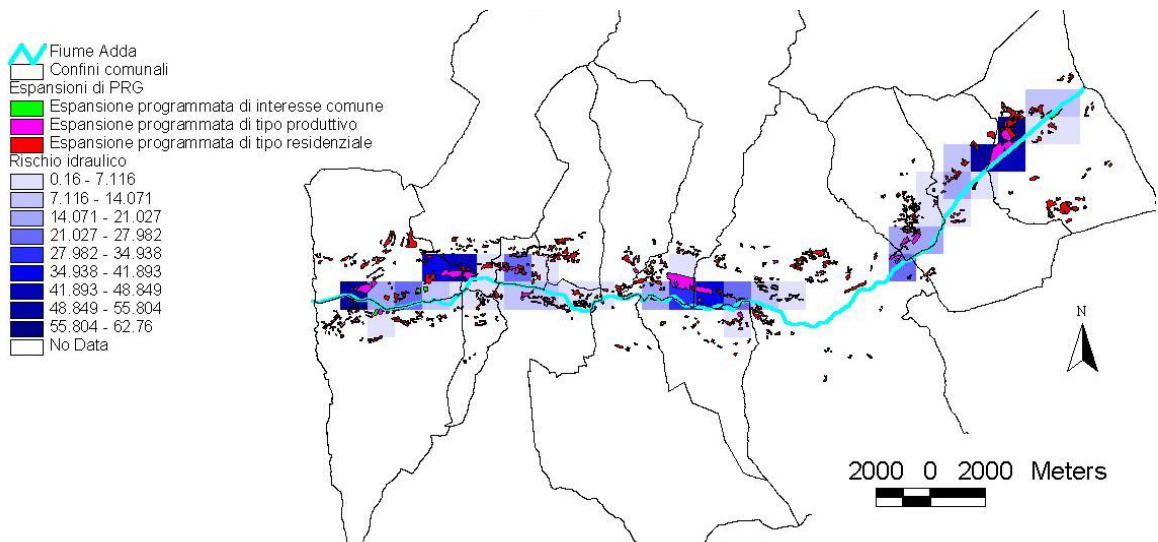 Fiume Adda
Confini comunali
Espansioni di PRG
Espansione programmata di interesse comune
Espansione programmata di tipo produttivo
Espansione programmata di tipo residenziale
Rischio idraulico
0.16 - 7.116
7.116 - 14.071
14.071 - 21.027
21.027 - 27.982
27.982 - 34.938
34.938 - 41.893
41.893 - 48.849
48.849 - 55.804
55.804 - 62.76
No Data
N
2000 0 2000 Meters